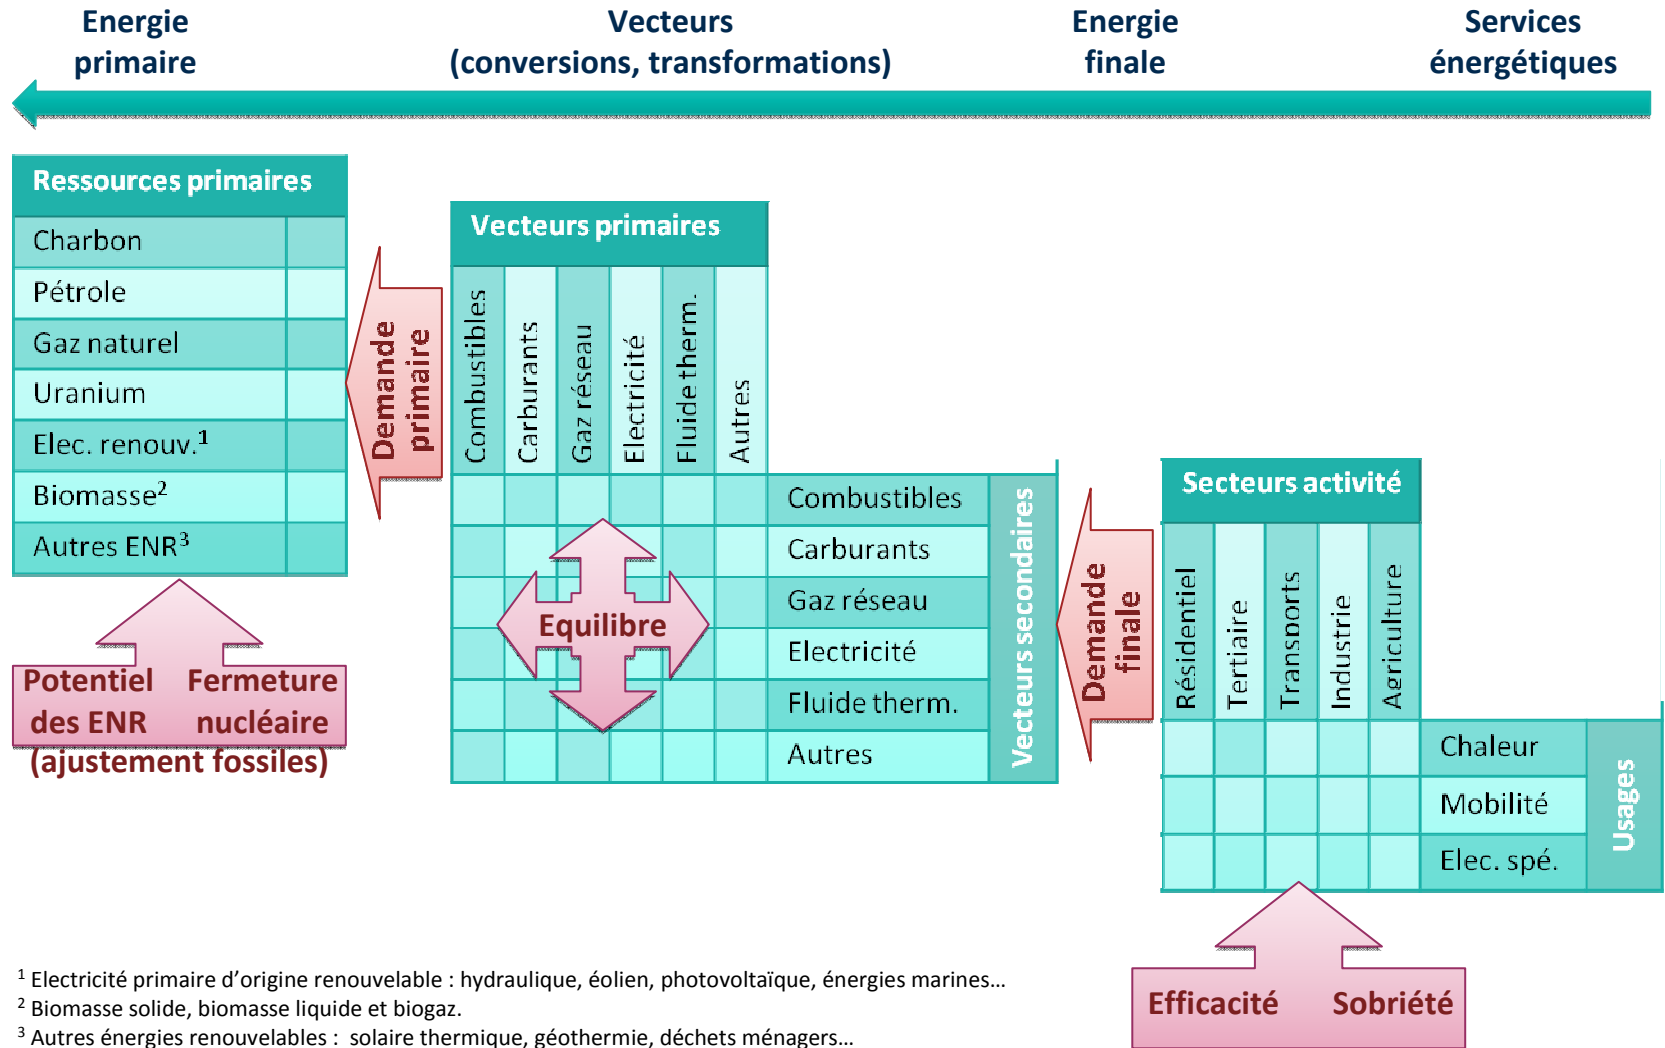 Energie
primaire
Vecteurs
(conversions, transformations)
Energie
finale
Services
énergétiques
Ressources primaires
Charbon
Pétrole
Gaz naturel
Uranium
Elec. renouv.¹
Biomasse²
Autres ENR³
Demande
primaire
Vecteurs primaires
Combustibles
Carburants
Gaz réseau
Electricité
Fluide therm.
Autres
Combustibles
Carburants
Gaz réseau
Electricité
Fluide therm.
Autres
Vecteurs secondaires
Equilibre
Demande
finale
Secteurs activité
Résidentiel
Tertiaire
Transports
Industrie
Agriculture
Chaleur
Mobilité
Elec. spé.
Usages
Potentiel Fermeture
des ENR nucléaire
(ajustement fossiles)
Efficacité Sobriété
¹ Electricité primaire d’origine renouvelable : hydraulique, éolien, photovoltaïque, énergies marines…
² Biomasse solide, biomasse liquide et biogaz.
³ Autres énergies renouvelables : solaire thermique, géothermie, déchets ménagers…